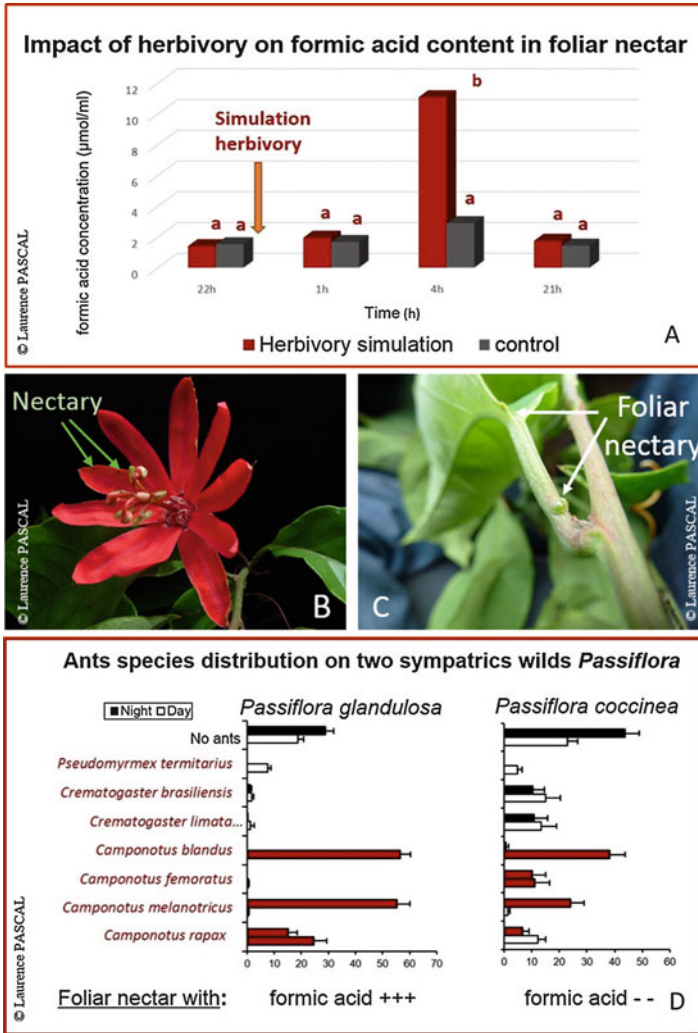 Impact of herbivory on formic acid content in foliar nectar
formic acid concentration (µmol/ml)
12
10
8
6
4
2
0
Simulation
herbivory
a a
a a
b
a
a a
22h 1h 4h 21h
Time (h)
Herbivory simulation control
A
© Laurence PASCAL
Nectary
B
© Laurence PASCAL
Foliar
nectary
C
© Laurence PASCAL
Ants species distribution on two sympatrics wilds Passiflora
Night Day
Passiflora glandulosa Passiflora coccinea
No ants
Pseudomyrmex termitarius
Crematogaster brasiliensis
Crematogaster limata...
Camponotus blandus
Camponotus femoratus
Camponotus melanotricus
Camponotus rapax
0 10 20 30 40 50 60 70
0 10 20 30 40 50 60
Foliar nectar with: formic acid +++ formic acid - -
D
© Laurence PASCAL